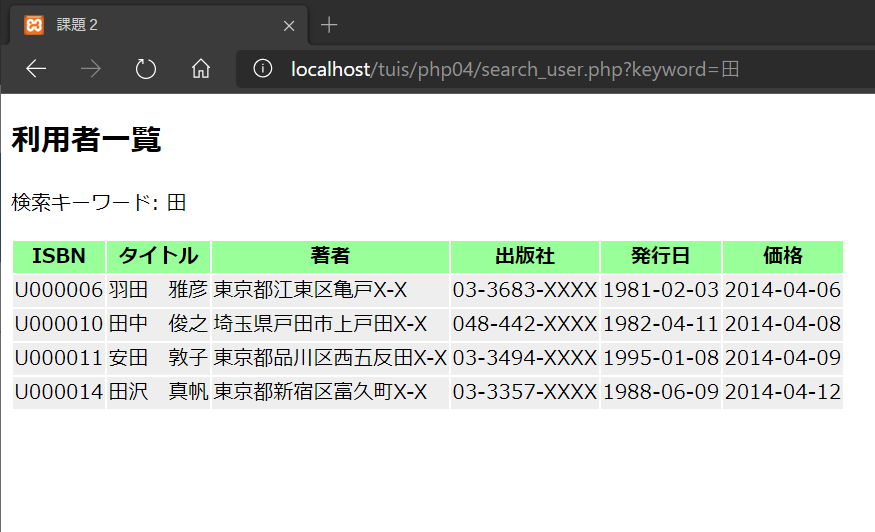 課題２
localhost/tuis/php04/search_user.php?keyword=田
利用者一覧
検索キーワード: 田
ISBN タイトル 著者 出版社 発行日 価格
U000006 羽田　雅彦 東京都江東区亀戸X-X 03-3683-XXXX 1981-02-03 2014-04-06
U000010 田中　俊之 埼玉県戸田市上戸田X-X 048-442-XXXX 1982-04-11 2014-04-08
U000011 安田　敦子 東京都品川区西五反田X-X 03-3494-XXXX 1995-01-08 2014-04-09
U000014 田沢　真帆 東京都新宿区富久町X-X 03-3357-XXXX 1988-06-09 2014-04-12